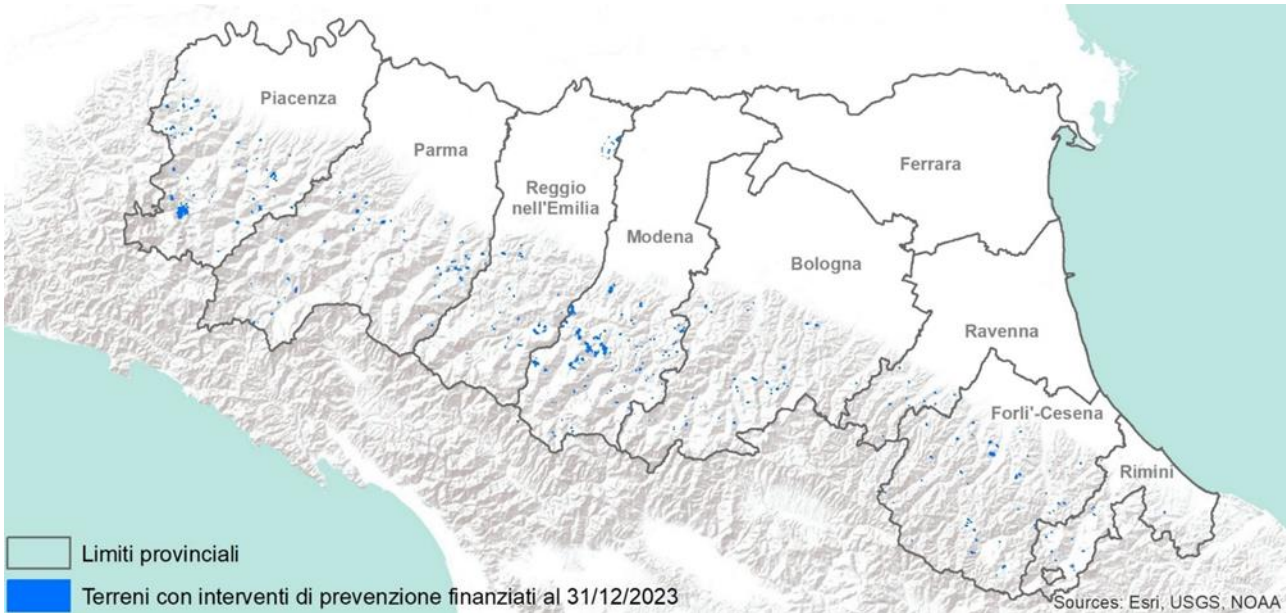 Piacenza
Parma
Reggio
nell'Emilia
Modena
Ferrara
Bologna
Ravenna
Forli'-Cesena
Rimini
Limiti provinciali
Terreni con interventi di prevenzione finanziati al 31/12/2023
Sources: Esri, USGS, NOAA